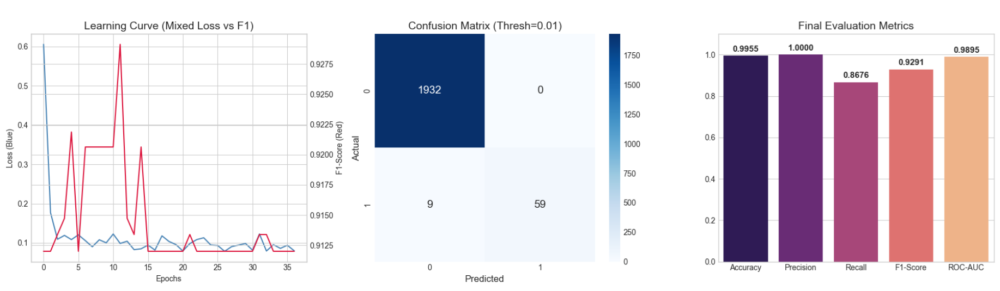 Learning Curve (Mixed Loss vs F1)
0.6
0.5
0.4
0.3
0.2
0.1
Loss (Blue)
0.9275
0.9250
0.9225
0.9200
0.9175
0.9150
0.9125
F1-Score (Red)
0 5 10 15 20 25 30 35
Epochs
Confusion Matrix (Thresh=0.01)
Actual
0
1
1932 0
9 59
0 1
Predicted
1750
1500
1250
1000
750
500
250
0
Final Evaluation Metrics
1.0
0.8
0.6
0.4
0.2
0.0
0.9955 1.0000 0.8676 0.9291 0.9895
Accuracy Precision Recall F1-Score ROC-AUC